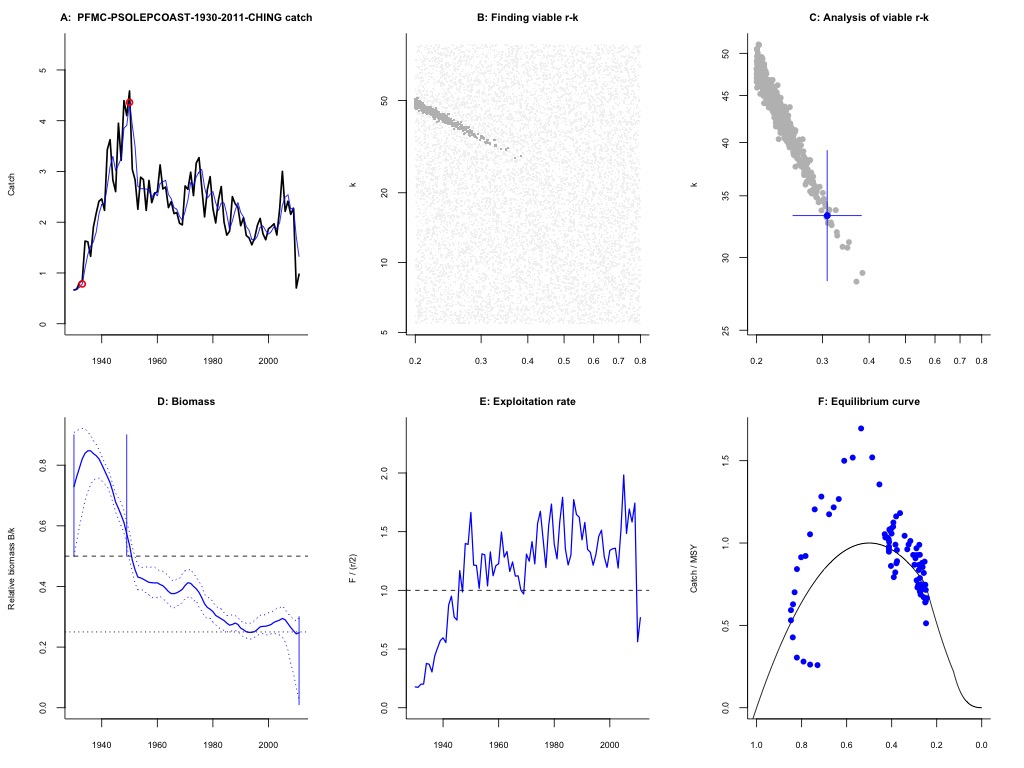 A: PFMC-PSOLEPCOAST-1930-2011-CHING catch
Catch
0 1 2 3 4 5
1940 1960 1980 2000
B: Finding viable r-k
k
5 10 20 50
0.2 0.3 0.4 0.5 0.6 0.7 0.8
C: Analysis of viable r-k
k
25 30 35 40 45 50
0.2 0.3 0.4 0.5 0.6 0.7 0.8
D: Biomass
Relative biomass B/k
0.0 0.2 0.4 0.6 0.8
1940 1960 1980 2000
E: Exploitation rate
F / (r/2)
0.0 0.5 1.0 1.5 2.0
1940 1960 1980 2000
F: Equilibrium curve
Catch / MSY
0.0 0.5 1.0 1.5
1.0 0.8 0.6 0.4 0.2 0.0